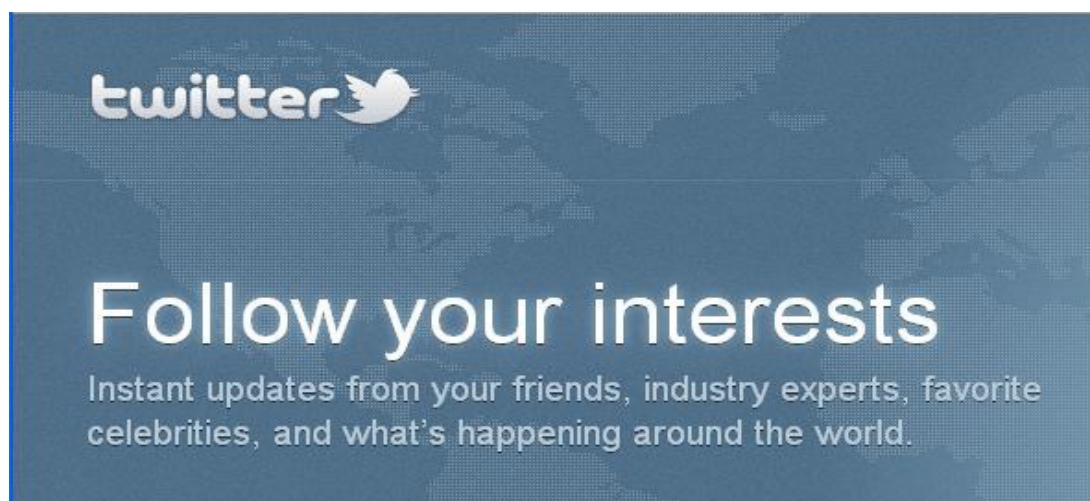 twitter
Follow your interests
Instant updates from your friends, industry experts, favorite
celebrities, and what's happening around the world.